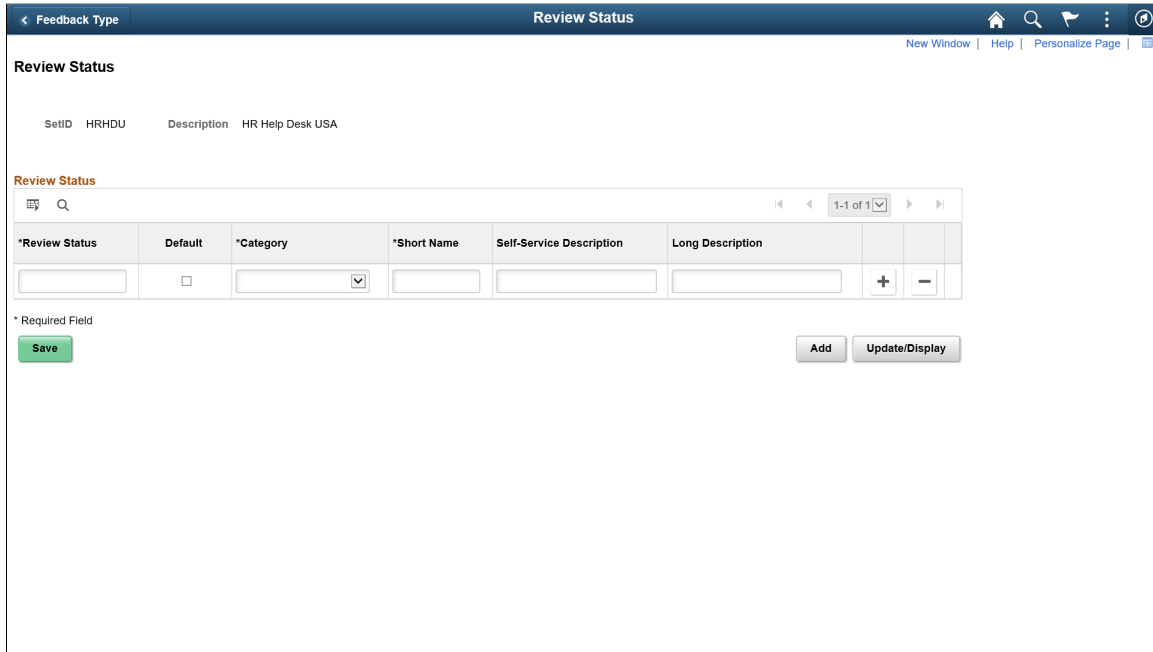 Feedback Type
Review Status
New Window | Help | Personalize Page |
Review Status
SetID HRHDU Description HR Help Desk USA
Review Status
1-1 of 1
*Review Status Default *Category *Short Name Self-Service Description Long Description
* Required Field
Save Add Update/Display